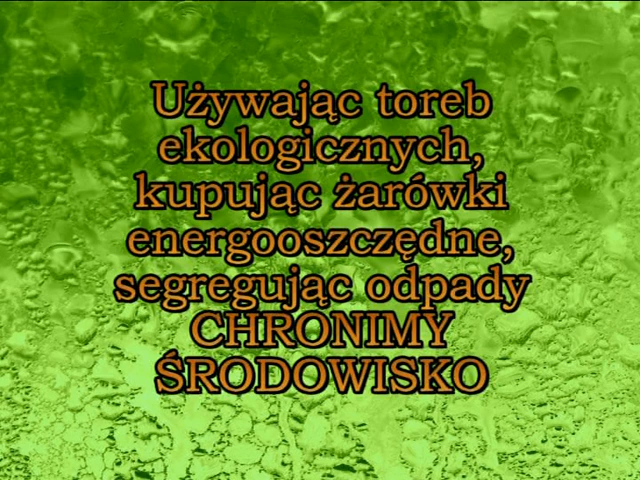 Używając toreb
ekologicznych,
kupując żarówki
energooszczędne,
segregując odpady
CHRONIMY
ŚRODOWISKO